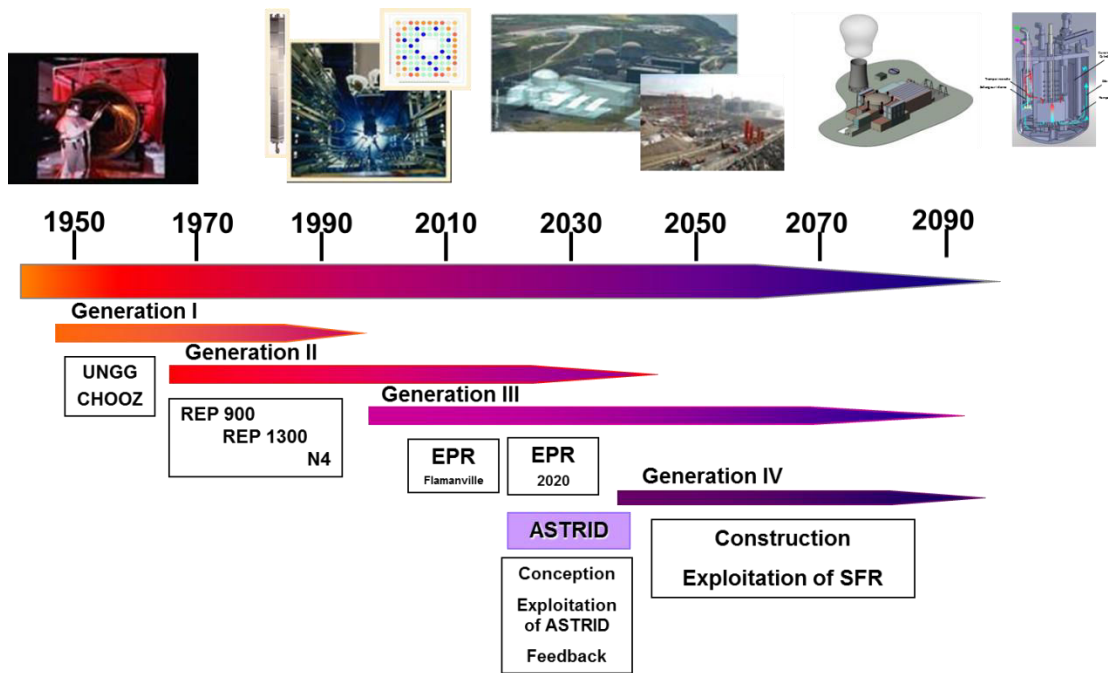 1950
1970
1990
2010
2030
2050
2070
2090
Generation I
Generation II
Generation III
UNGG
CHOOZ
REP 900
REP 1300
N4
EPR
Flamanville
EPR
2020
Generation IV
ASTRID
Construction
Exploitation of SFR
Conception
Exploitation
of ASTRID
Feedback